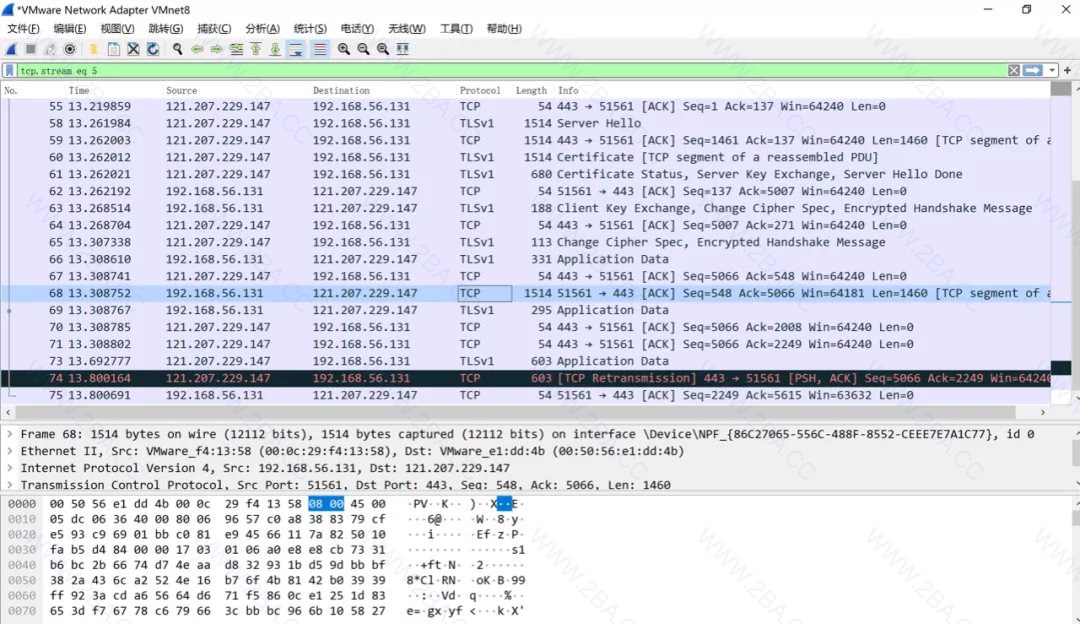 *VMware Network Adapter VMnet8
文件(F) 编辑(E) 视图(V) 跳转(G) 捕获(C) 分析(A) 统计(S) 电话(Y) 无线(W) 工具(T) 帮助(H)
tcp.stream eq 5
No. Time Source Destination Protocol Length Info
55 13.219859 121.207.229.147 192.168.56.131 TCP 54 443 → 51561 [ACK] Seq=1 Ack=137 Win=64240 Len=0
58 13.261984 121.207.229.147 192.168.56.131 TLSv1 1514 Server Hello
59 13.262003 121.207.229.147 192.168.56.131 TCP 1514 443 → 51561 [ACK] Seq=1461 Ack=137 Win=64240 Len=1460 [TCP segment of a
60 13.262012 121.207.229.147 192.168.56.131 TLSv1 1514 Certificate [TCP segment of a reassembled PDU]
61 13.262021 121.207.229.147 192.168.56.131 TLSv1 680 Certificate Status, Server Key Exchange, Server Hello Done
62 13.262192 192.168.56.131 121.207.229.147 TCP 54 51561 → 443 [ACK] Seq=137 Ack=5007 Win=64240 Len=0
63 13.268514 192.168.56.131 121.207.229.147 TLSv1 188 Client Key Exchange, Change Cipher Spec, Encrypted Handshake Message
64 13.268704 121.207.229.147 192.168.56.131 TCP 54 443 → 51561 [ACK] Seq=5007 Ack=271 Win=64240 Len=0
65 13.307338 121.207.229.147 192.168.56.131 TLSv1 113 Change Cipher Spec, Encrypted Handshake Message
66 13.308610 192.168.56.131 121.207.229.147 TLSv1 331 Application Data
67 13.308741 121.207.229.147 192.168.56.131 TCP 54 443 → 51561 [ACK] Seq=5066 Ack=548 Win=64240 Len=0
68 13.308752 192.168.56.131 121.207.229.147 TCP 1514 51561 → 443 [ACK] Seq=548 Ack=5066 Win=64181 Len=1460 [TCP segment of a
69 13.308767 192.168.56.131 121.207.229.147 TLSv1 295 Application Data
70 13.308785 121.207.229.147 192.168.56.131 TCP 54 443 → 51561 [ACK] Seq=5066 Ack=2008 Win=64240 Len=0
71 13.308802 121.207.229.147 192.168.56.131 TCP 54 443 → 51561 [ACK] Seq=5066 Ack=2249 Win=64240 Len=0
73 13.692777 121.207.229.147 192.168.56.131 TLSv1 603 Application Data
74 13.800164 121.207.229.147 192.168.56.131 TCP 603 [TCP Retransmission] 443 → 51561 [PSH, ACK] Seq=5066 Ack=2249 Win=64240
75 13.800691 192.168.56.131 121.207.229.147 TCP 54 51561 → 443 [ACK] Seq=2249 Ack=5615 Win=63632 Len=0
Frame 68: 1514 bytes on wire (12112 bits), 1514 bytes captured (12112 bits) on interface \Device\NPF_{86C27065-556C-488F-8552-CEEE7E7A1C77}, id 0
Ethernet II, Src: VMware_f4:13:58 (00:0c:29:f4:13:58), Dst: VMware_e1:dd:4b (00:50:56:e1:dd:4b)
Internet Protocol Version 4, Src: 192.168.56.131, Dst: 121.207.229.147
Transmission Control Protocol, Src Port: 51561, Dst Port: 443, Seq: 548, Ack: 5066, Len: 1460
0000 00 50 56 e1 dd 4b 00 0c 29 f4 13 58 08 00 45 00 ·PV··K·· )··X··E·
0010 05 dc 06 36 40 00 80 06 96 57 c0 a8 38 83 79 cf ···6@··· ·W··8·y·
0020 e5 93 c9 69 01 bb c0 81 e9 45 66 11 7a 82 50 10 ···i···· ·Ef·z·P·
0030 fa b5 d4 84 00 00 17 03 01 06 a0 e8 e8 cb 73 31 ········ ······s1
0040 b6 bc 2b 66 74 d7 4e aa d8 32 93 1b d5 9d bb bf ··+ft·N· ·2······
0050 38 2a 43 6c a2 52 4e 16 b7 6f 4b 81 42 b0 39 39 8*Cl·RN· ·oK·B·99
0060 ff 92 3a cd a6 56 64 d6 71 f5 86 0c e1 25 1d 83 ··:··Vd· q····%··
0070 65 3d f7 67 78 c6 79 66 3c bb bc 96 6b 10 58 27 e=·gx·yf <···k·X'
WWW.2BA.CC